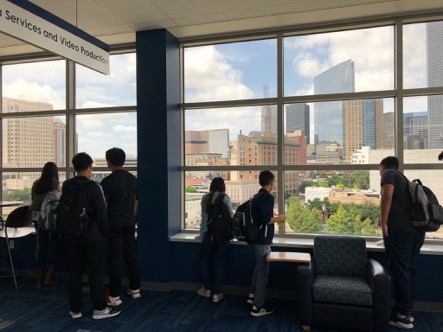 Services and Video Production